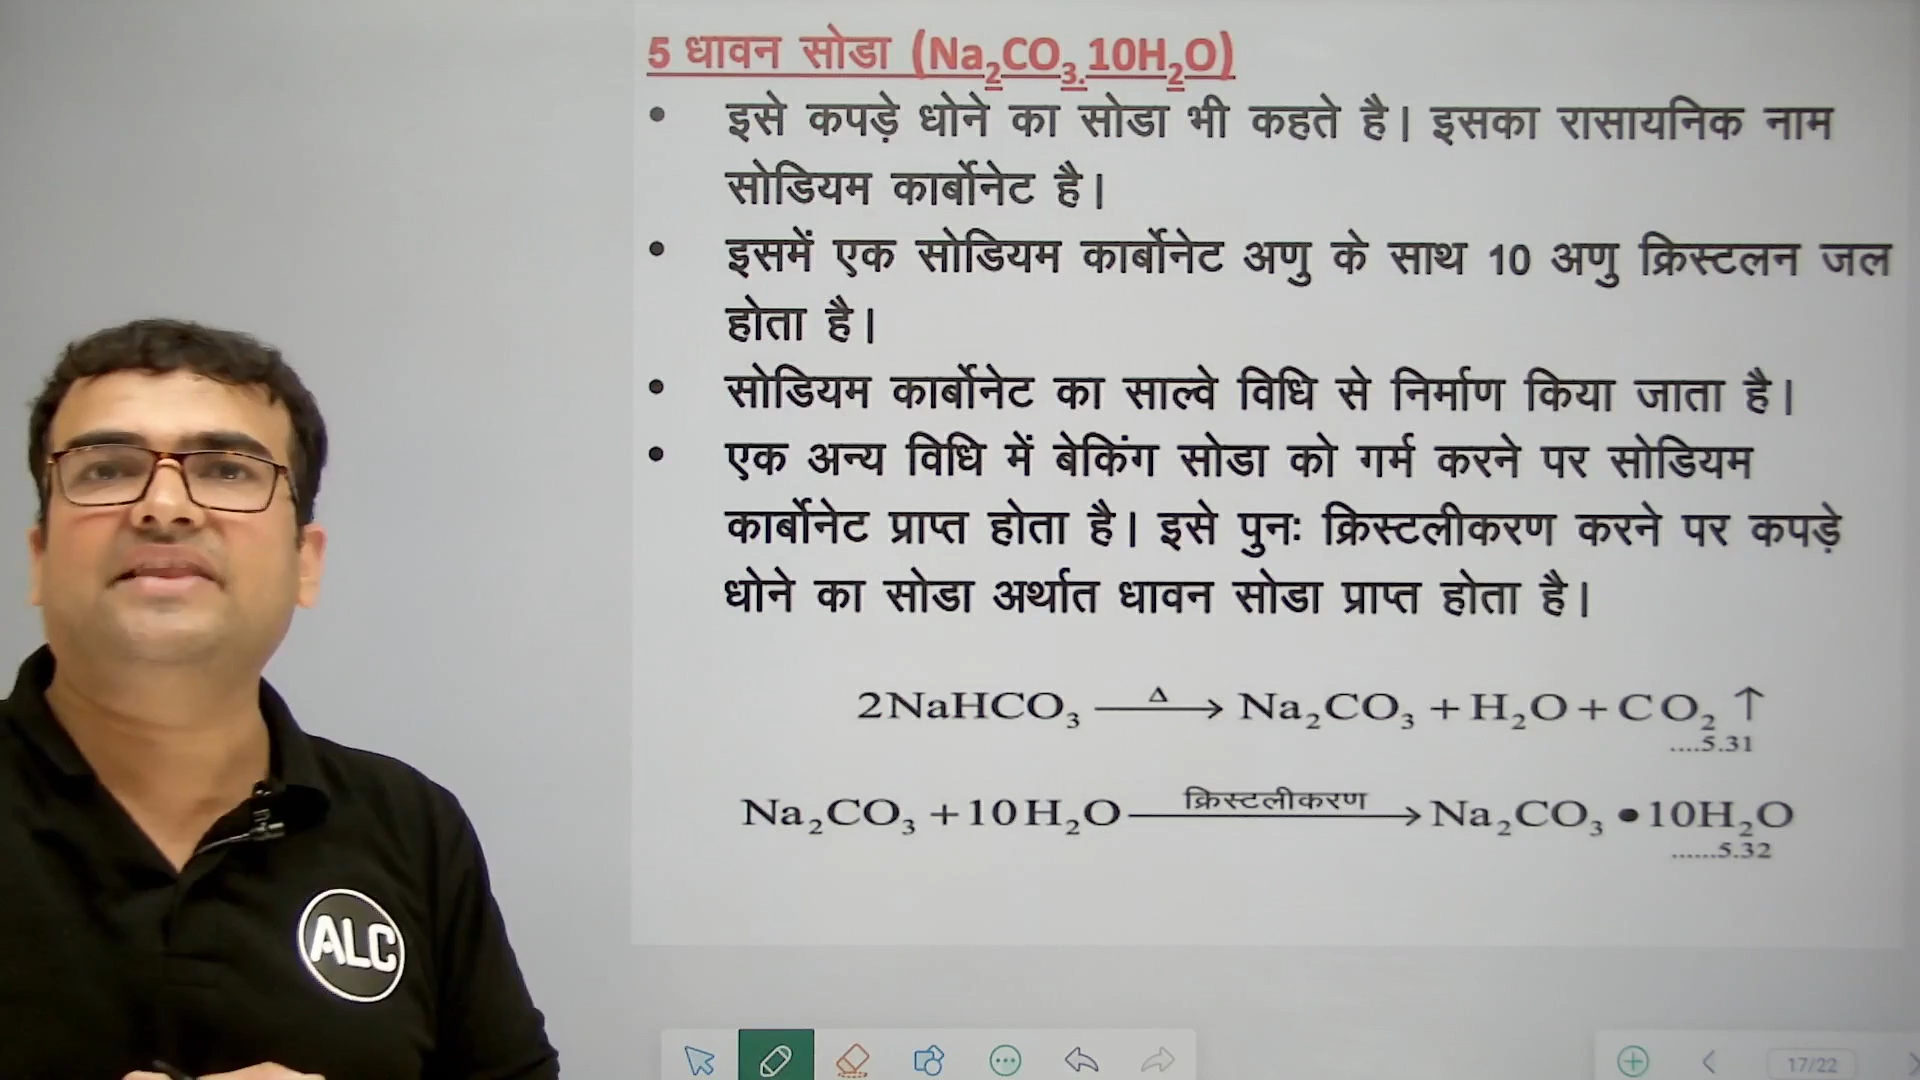 5 धावन सोडा (Na₂CO₃.10H₂O)
• इसे कपड़े धोने का सोडा भी कहते है। इसका रासायनिक नाम
सोडियम कार्बोनेट है।
• इसमें एक सोडियम कार्बोनेट अणु के साथ 10 अणु क्रिस्टलन जल
होता है।
• सोडियम कार्बोनेट का साल्वे विधि से निर्माण किया जाता है।
• एक अन्य विधि में बेकिंग सोडा को गर्म करने पर सोडियम
कार्बोनेट प्राप्त होता है। इसे पुनः क्रिस्टलीकरण करने पर कपड़े
धोने का सोडा अर्थात धावन सोडा प्राप्त होता है।
2NaHCO₃ —Δ→ Na₂CO₃ + H₂O + CO₂ ↑
....5.31
Na₂CO₃ + 10H₂O —क्रिस्टलीकरण→ Na₂CO₃ • 10H₂O
......5.32
ALC
17/22